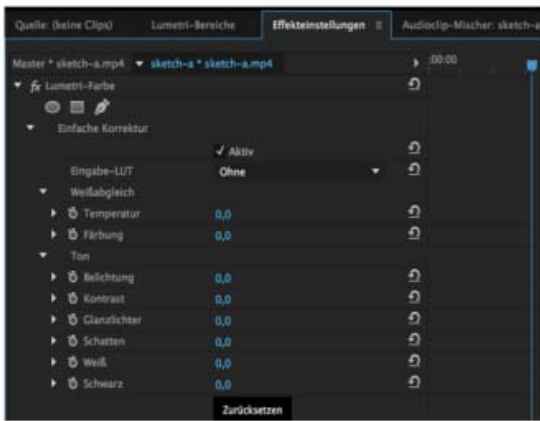 Quelle: (keine Clips) Lumetri-Bereiche Effekteinstellungen Audioclip-Mischer: sketch-a
Master * sketch-a.mp4 sketch-a * sketch-a.mp4 :00:00
fx Lumetri-Farbe
Einfache Korrektur
✓ Aktiv
Eingabe-LUT Ohne
Weißabgleich
Temperatur 0,0
Färbung 0,0
Ton
Belichtung 0,0
Kontrast 0,0
Glanzlichter 0,0
Schatten 0,0
Weiß 0,0
Schwarz 0,0
Zurücksetzen